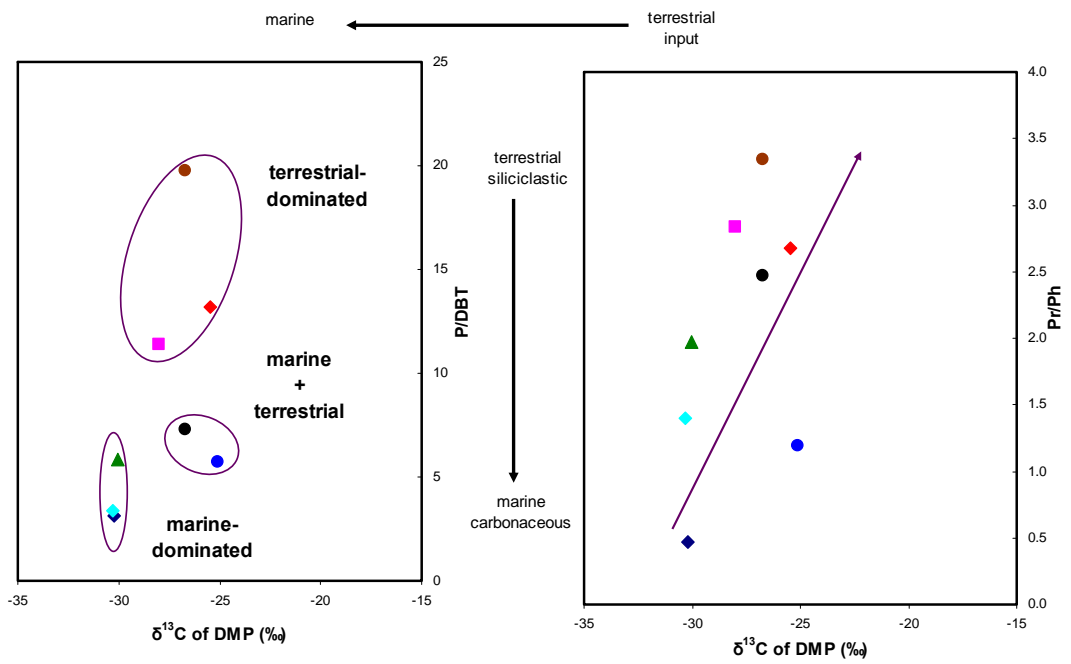 marine
terrestrial
input
25
20
15
10
5
0
P/DBT
terrestrial-
dominated
marine
+
terrestrial
marine-
dominated
-35
-30
-25
-20
-15
δ¹³C of DMP (‰)
terrestrial
siliciclastic
marine
carbonaceous
4.0
3.5
3.0
2.5
2.0
1.5
1.0
0.5
0.0
Pr/Ph
-35
-30
-25
-20
-15
δ¹³C of DMP (‰)